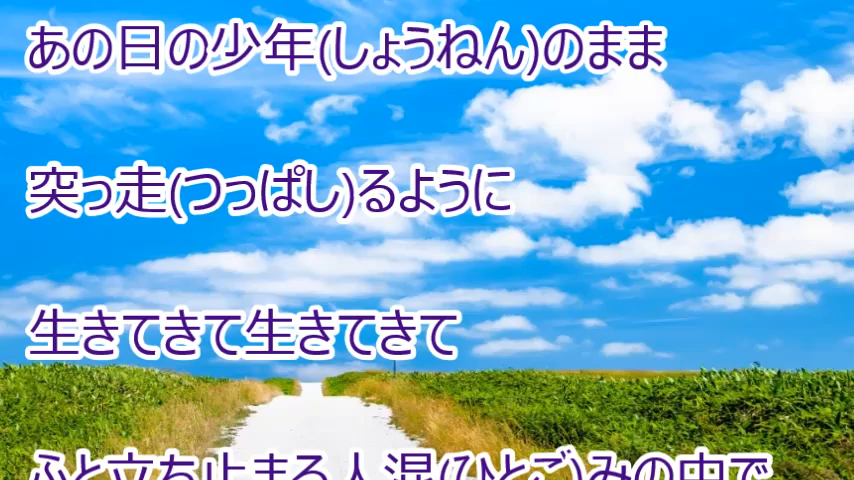 あの日の少年(しょうねん)のまま
突っ走(つっぱし)るように
生きてきて生きてきて
ふと立ち止まる人混(ひとご)みの中で